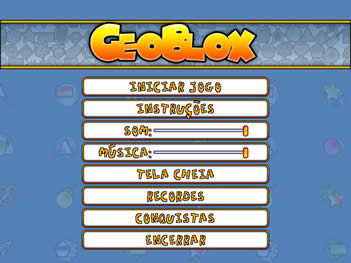 GEOBLOX
INICIAR JOGO
INSTRUÇÕES
SOM:
MÚSICA:
TELA CHEIA
RECORDES
CONQUISTAS
ENCERRAR